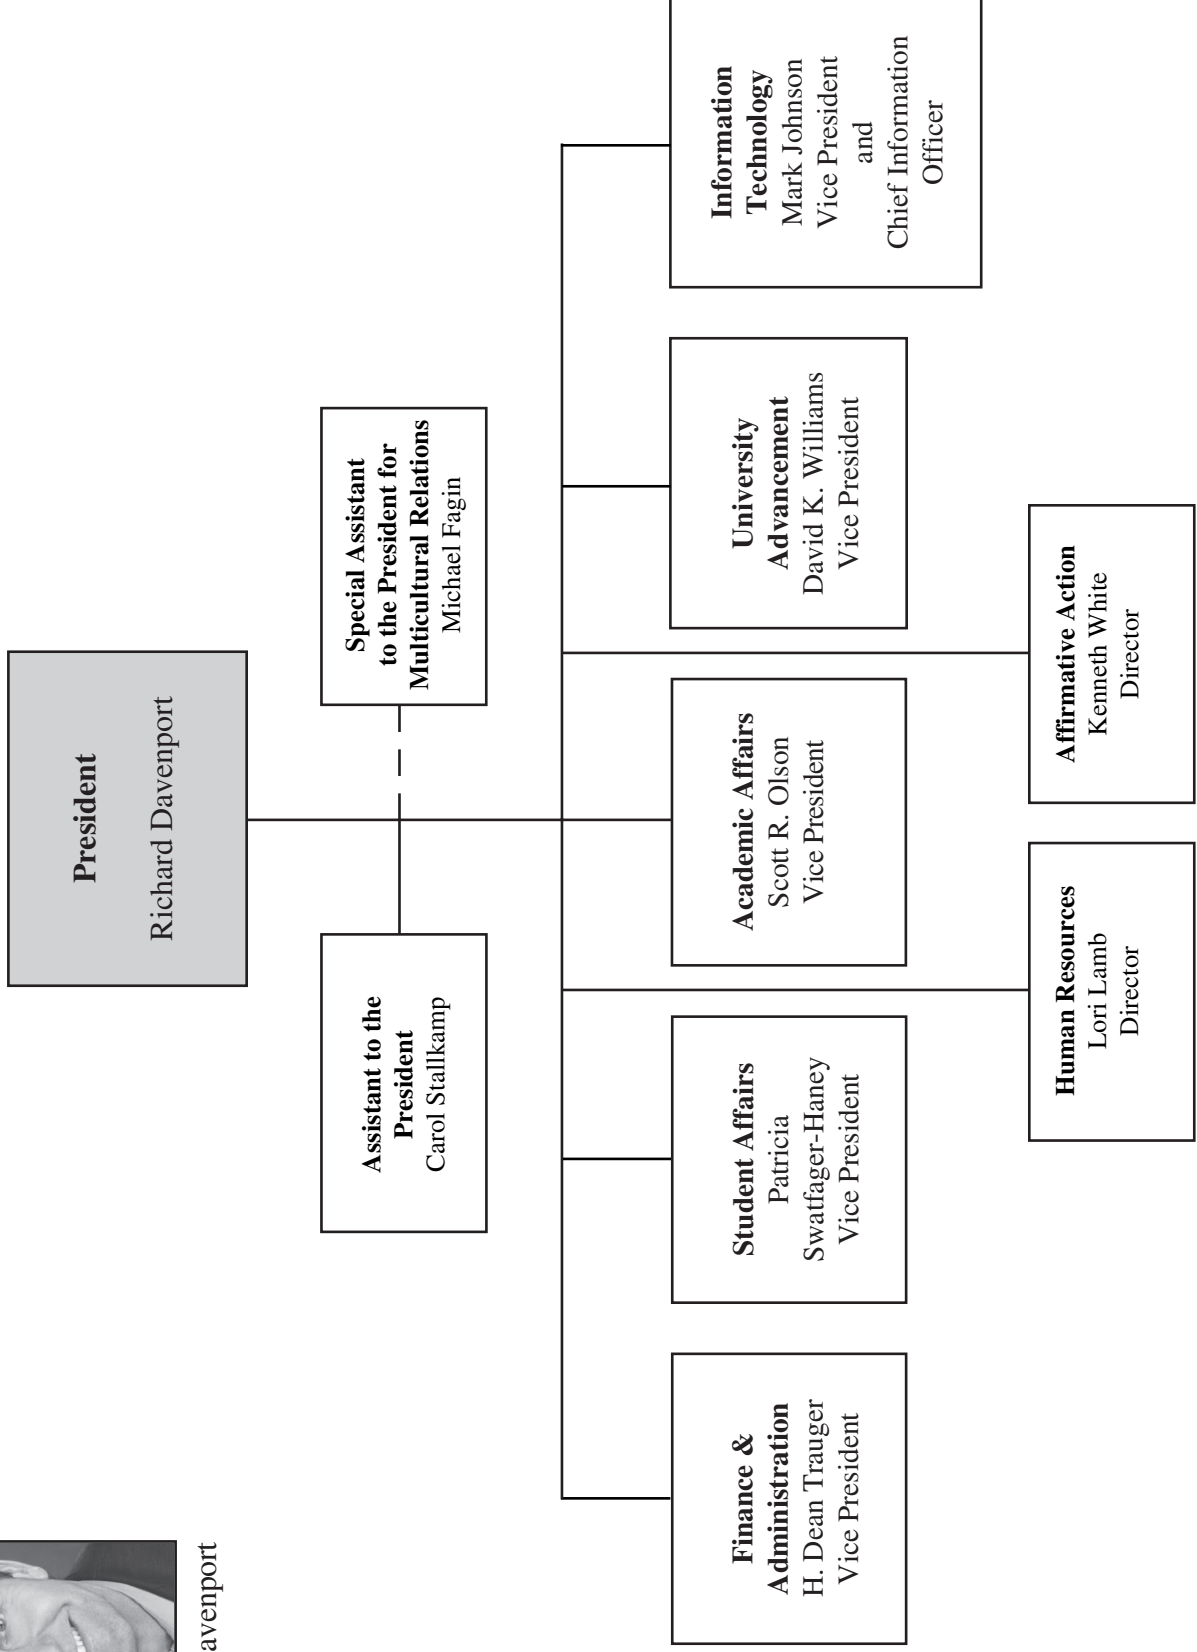 President
Richard Davenport
avenport
Assistant to the
President
Carol Stallkamp
Special Assistant
to the President for
Multicultural Relations
Michael Fagin
Finance &
Administration
H. Dean Trauger
Vice President
Student Affairs
Patricia
Swatfager-Haney
Vice President
Academic Affairs
Scott R. Olson
Vice President
University
Advancement
David K. Williams
Vice President
Information
Technology
Mark Johnson
Vice President
and
Chief Information
Officer
Human Resources
Lori Lamb
Director
Affirmative Action
Kenneth White
Director